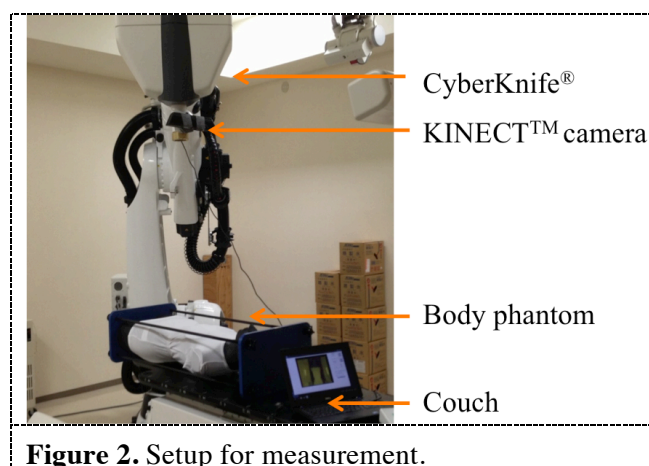 CyberKnife®
KINECT™ camera
Body phantom
Couch
Figure 2. Setup for measurement.